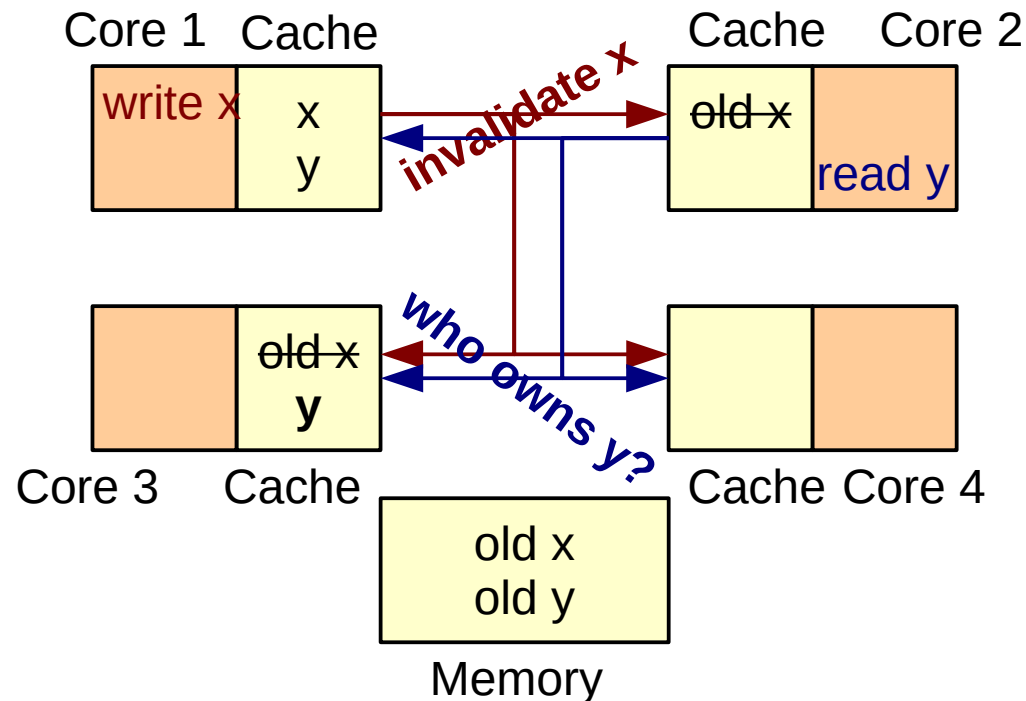 Core 1
Cache
Cache
Core 2
write x
x
y
invalidate x
old x
read y
old x
y
who owns y?
Core 3
Cache
Cache
Core 4
old x
old y
Memory